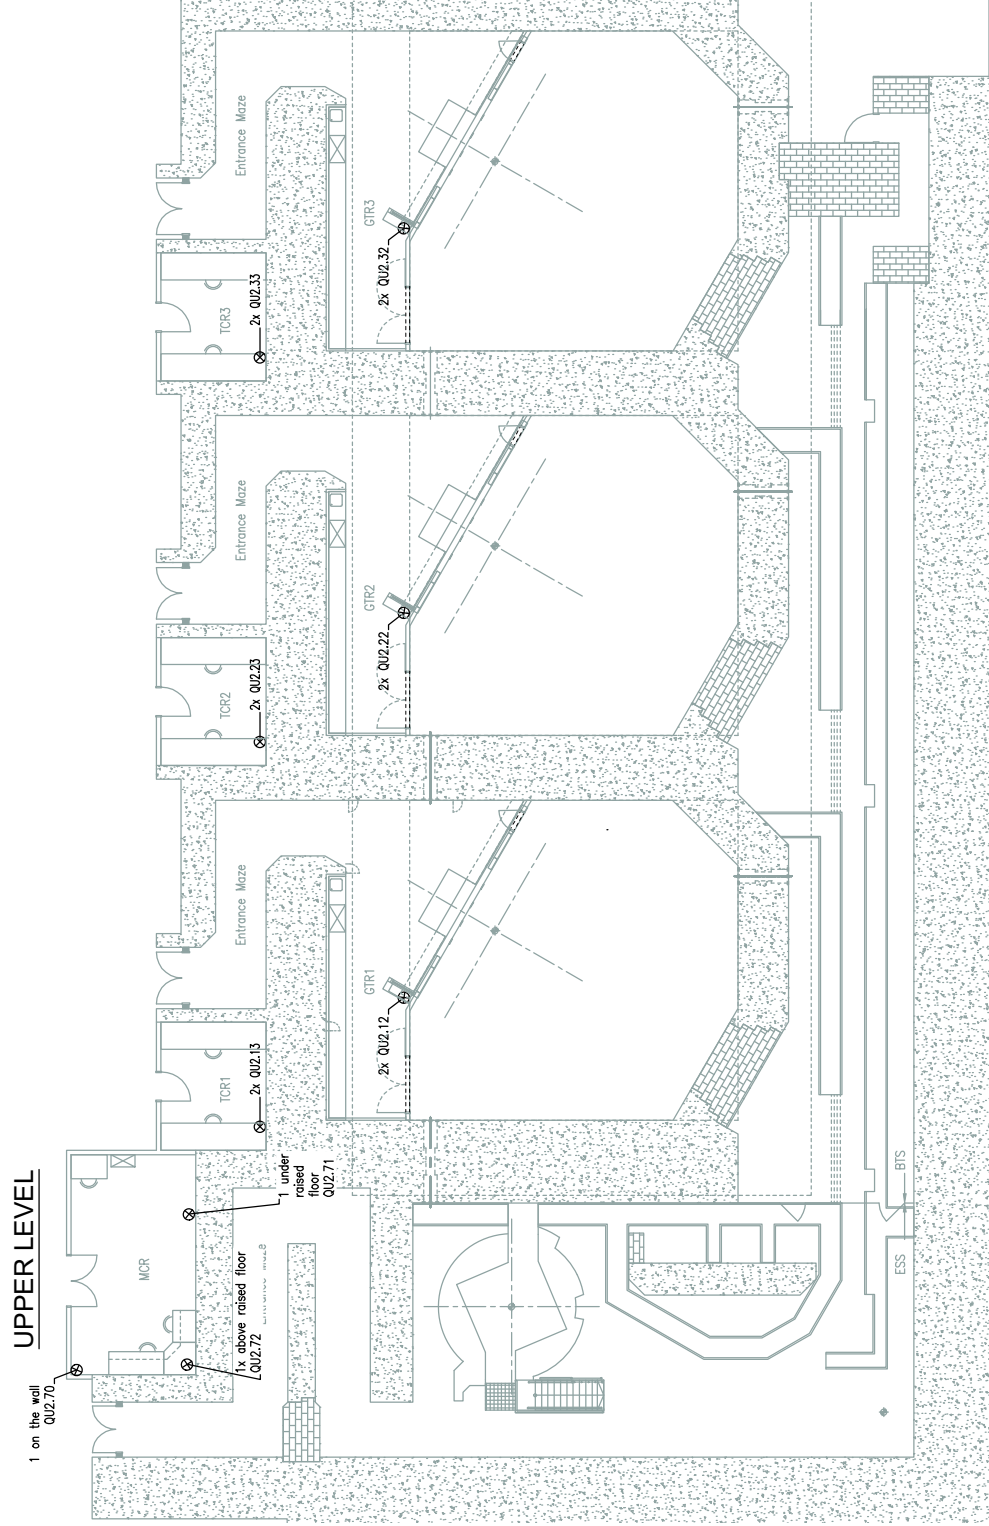 UPPER LEVEL
1 on the wall
QU2.70
MCR
1x above raised floor
QU2.72
1 under
raised
floor
QU2.71
TCR1
2x QU2.13
Entrance Maze
GTR1
2x QU2.12
TCR2
2x QU2.23
Entrance Maze
GTR2
2x QU2.22
TCR3
2x QU2.33
Entrance Maze
GTR3
2x QU2.32
ESS
BTS